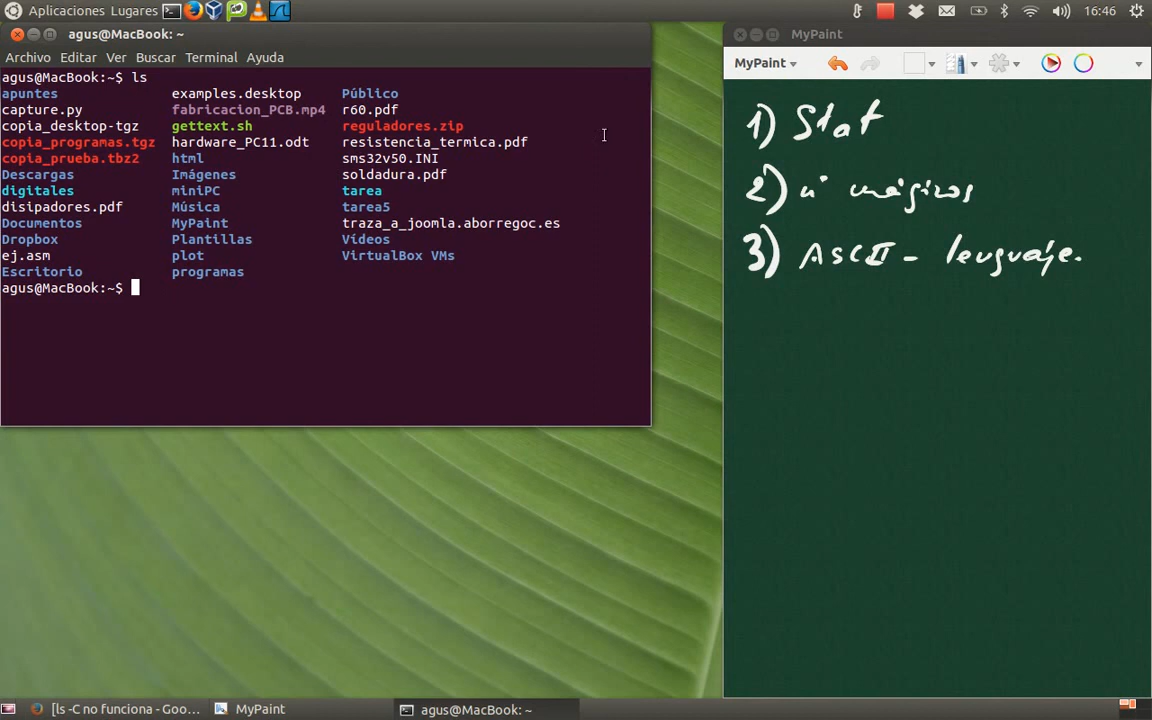 Aplicaciones Lugares 16:46
agus@MacBook: ~
Archivo Editar Ver Buscar Terminal Ayuda
agus@MacBook:~$ ls
apuntes examples.desktop Público
capture.py fabricacion_PCB.mp4 r60.pdf
copia_desktop-tgz gettext.sh reguladores.zip
copia_programas.tgz hardware_PC11.odt resistencia_termica.pdf
copia_prueba.tbz2 html sms32v50.INI
Descargas Imágenes soldadura.pdf
digitales miniPC tarea
disipadores.pdf Música tarea5
Documentos MyPaint traza_a_joomla.aborregoc.es
Dropbox Plantillas Vídeos
ej.asm plot VirtualBox VMs
Escritorio programas
agus@MacBook:~$
MyPaint
MyPaint
1) Stat
2) nº mágicos
3) ASCII - lenguaje.
[ls -C no funciona - Goo... MyPaint agus@MacBook: ~